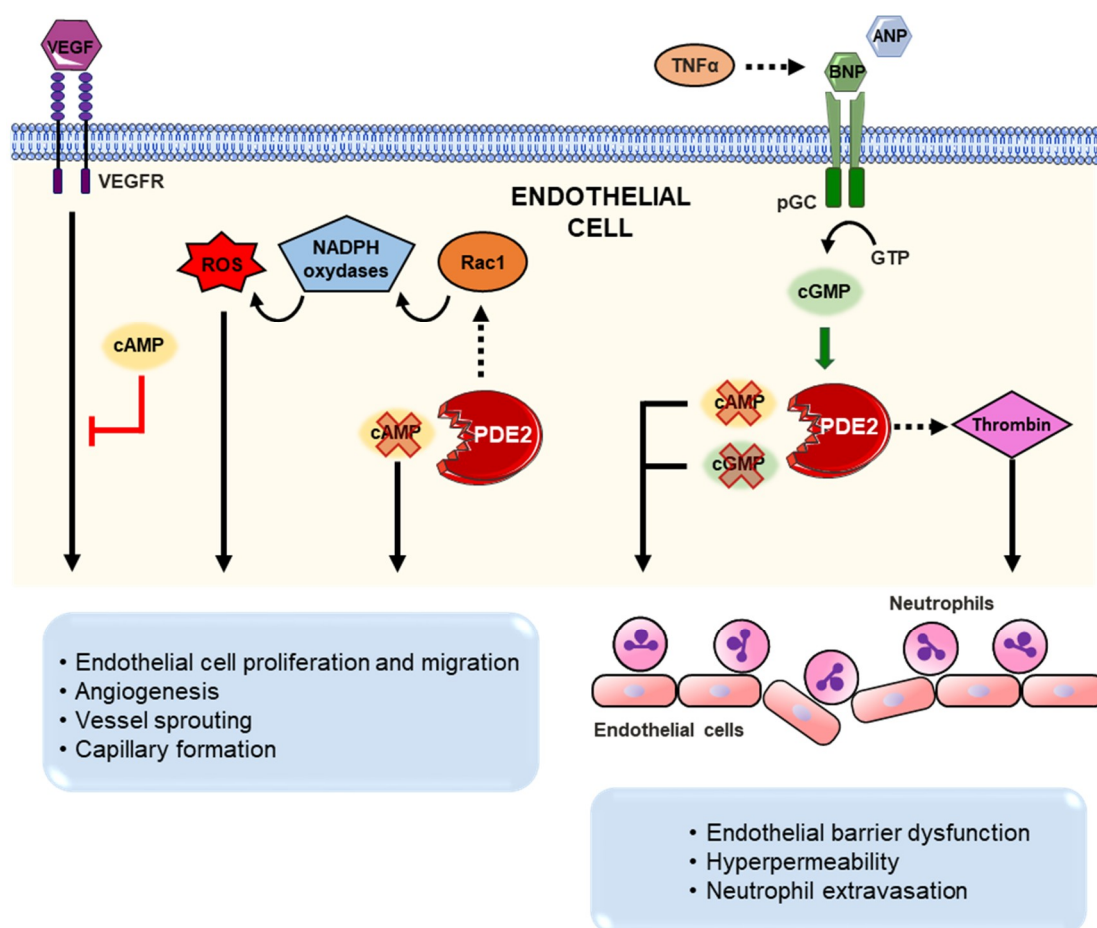 VEGF
VEGFR
TNFα
ANP
BNP
pGC
GTP
cGMP
ENDOTHELIAL
CELL
ROS
NADPH
oxydases
Rac1
cAMP
cAMP
PDE2
cAMP
cGMP
PDE2
Thrombin
• Endothelial cell proliferation and migration
• Angiogenesis
• Vessel sprouting
• Capillary formation
Neutrophils
Endothelial cells
• Endothelial barrier dysfunction
• Hyperpermeability
• Neutrophil extravasation